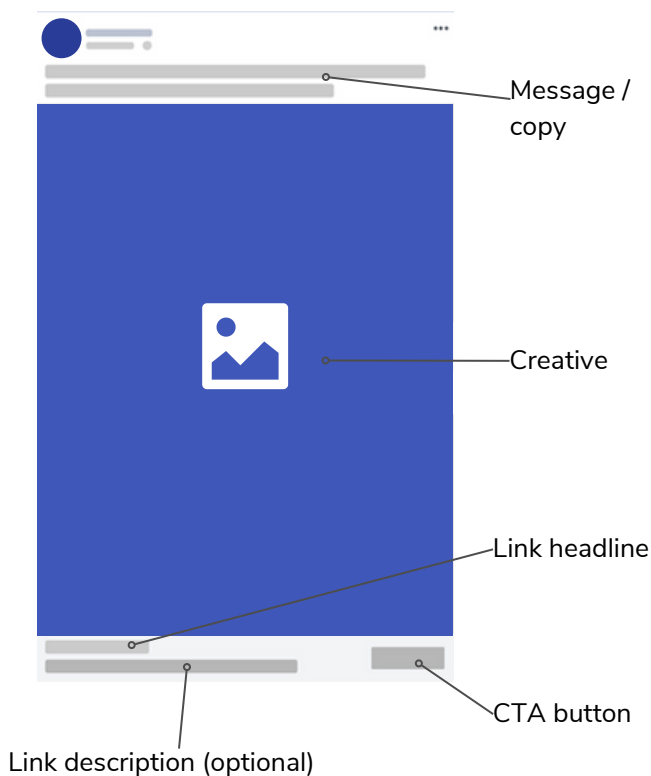 Message /
copy
Creative
Link headline
CTA button
Link description (optional)